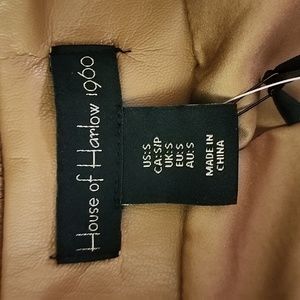 House of Harlow 1960
US: S
CA: S/P
UK: S
EU: S
AU: S
MADE IN
CHINA